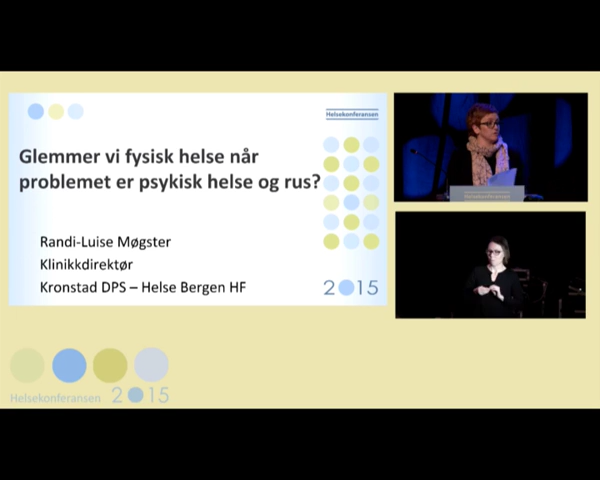 Helsekonferansen
Glemmer vi fysisk helse når
problemet er psykisk helse og rus?
Randi-Luise Møgster
Klinikkdirektør
Kronstad DPS – Helse Bergen HF
2015
Helsekonferansen
Helsekonferansen 2015